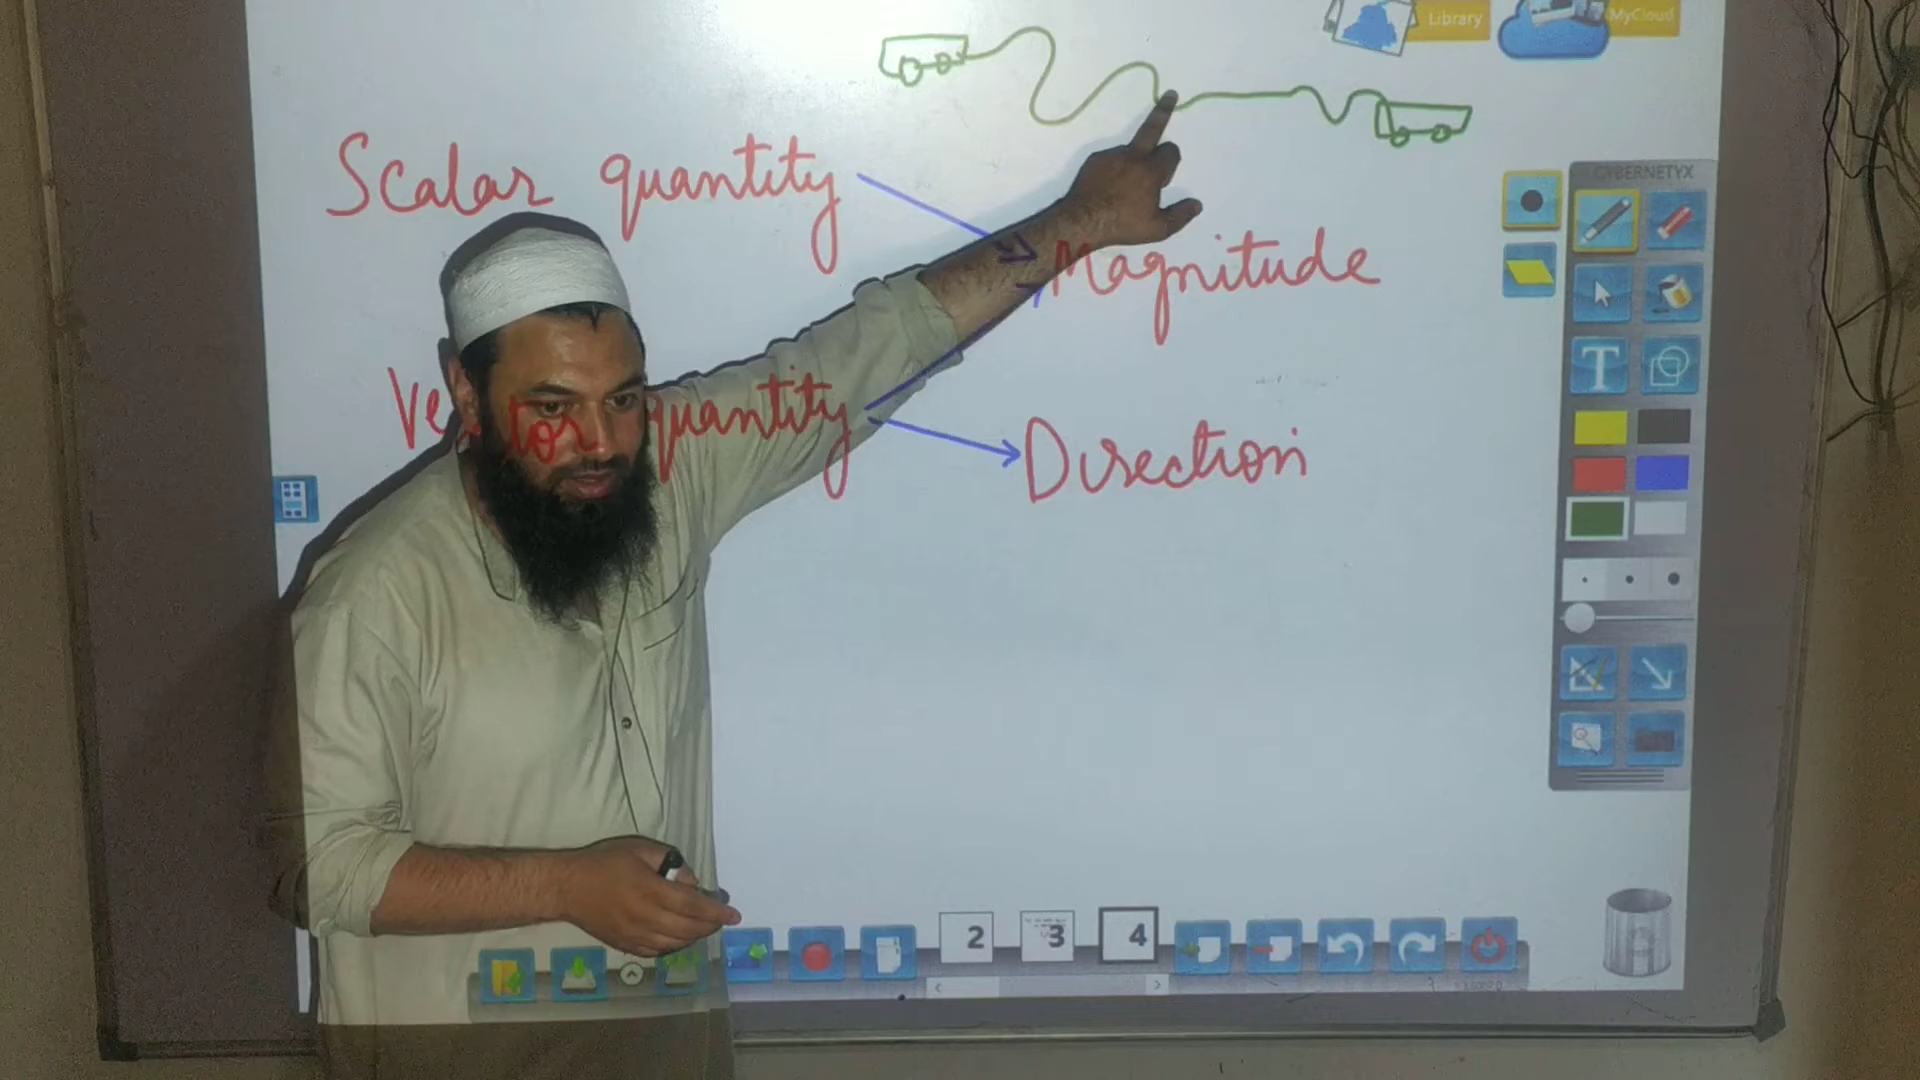 Library
MyCloud
Scalar quantity
CYBERNETYX
Magnitude
Vector quantity
Direction
T
2
3
4